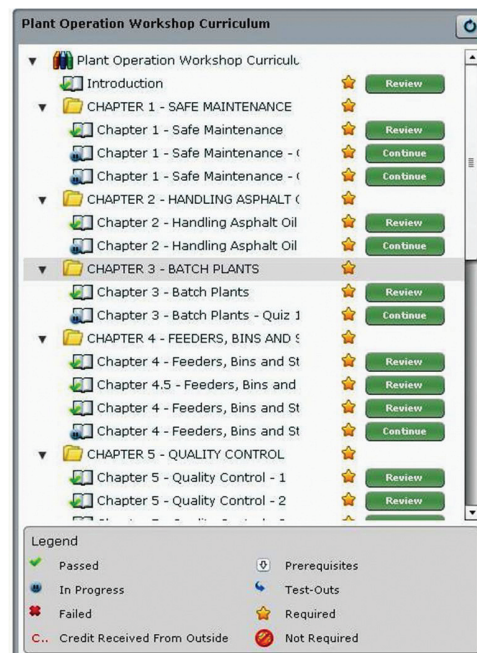 Plant Operation Workshop Curriculum
Plant Operation Workshop Curricul
Introduction Review
CHAPTER 1 - SAFE MAINTENANCE
Chapter 1 - Safe Maintenance Review
Chapter 1 - Safe Maintenance - Continue
Chapter 1 - Safe Maintenance - Continue
CHAPTER 2 - HANDLING ASPHALT
Chapter 2 - Handling Asphalt Oil Review
Chapter 2 - Handling Asphalt Oil Continue
CHAPTER 3 - BATCH PLANTS
Chapter 3 - Batch Plants Review
Chapter 3 - Batch Plants - Quiz 1 Continue
CHAPTER 4 - FEEDERS, BINS AND S
Chapter 4 - Feeders, Bins and St Review
Chapter 4.5 - Feeders, Bins and Review
Chapter 4 - Feeders, Bins and St Review
Chapter 4 - Feeders, Bins and St Continue
CHAPTER 5 - QUALITY CONTROL
Chapter 5 - Quality Control - 1 Review
Chapter 5 - Quality Control - 2 Review
Legend
Passed Prerequisites
In Progress Test-Outs
Failed Required
C.. Credit Received From Outside Not Required